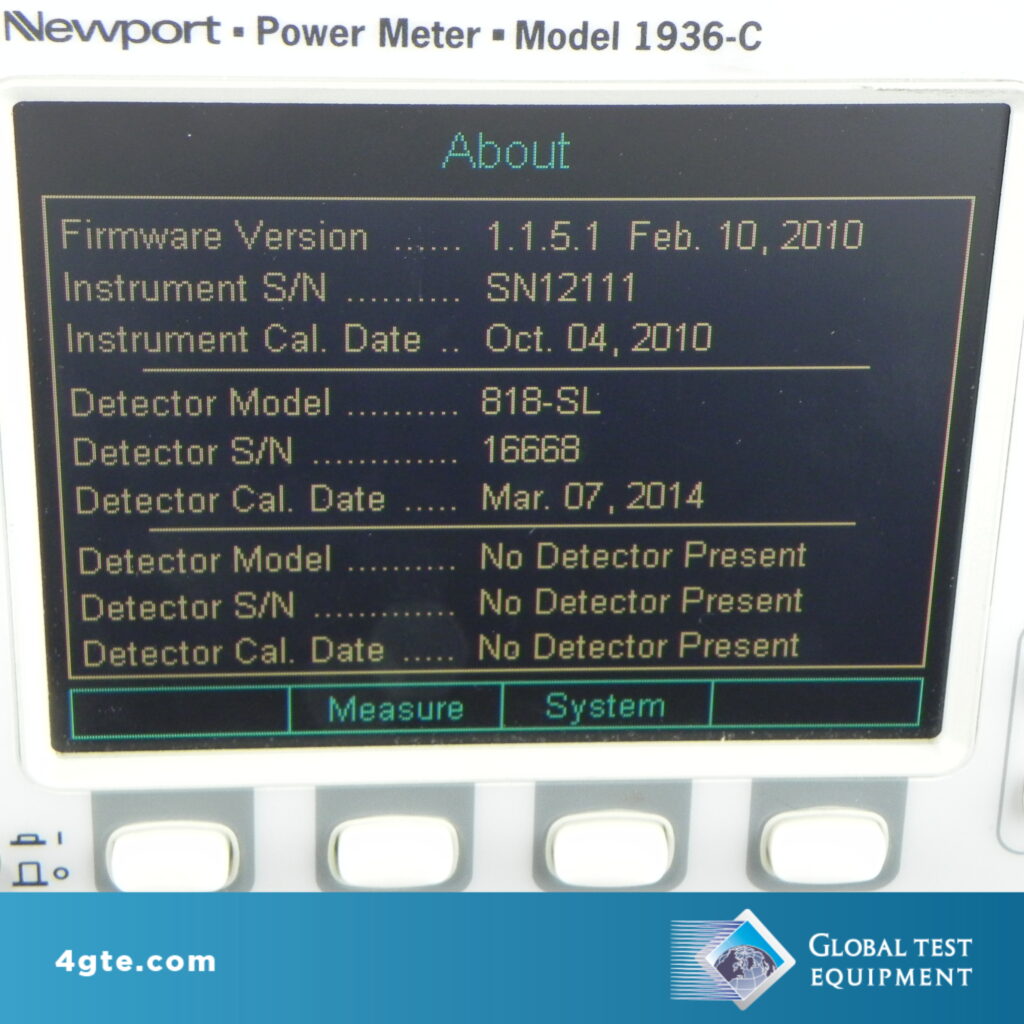 Newport ▪ Power Meter ▪ Model 1936-C
About
Firmware Version ...... 1.1.5.1 Feb. 10, 2010
Instrument S/N .......... SN12111
Instrument Cal. Date .. Oct. 04, 2010
Detector Model .......... 818-SL
Detector S/N ............. 16668
Detector Cal. Date ..... Mar. 07, 2014
Detector Model .......... No Detector Present
Detector S/N ............. No Detector Present
Detector Cal. Date ..... No Detector Present
Measure System
4gte.com
GLOBAL TEST
EQUIPMENT